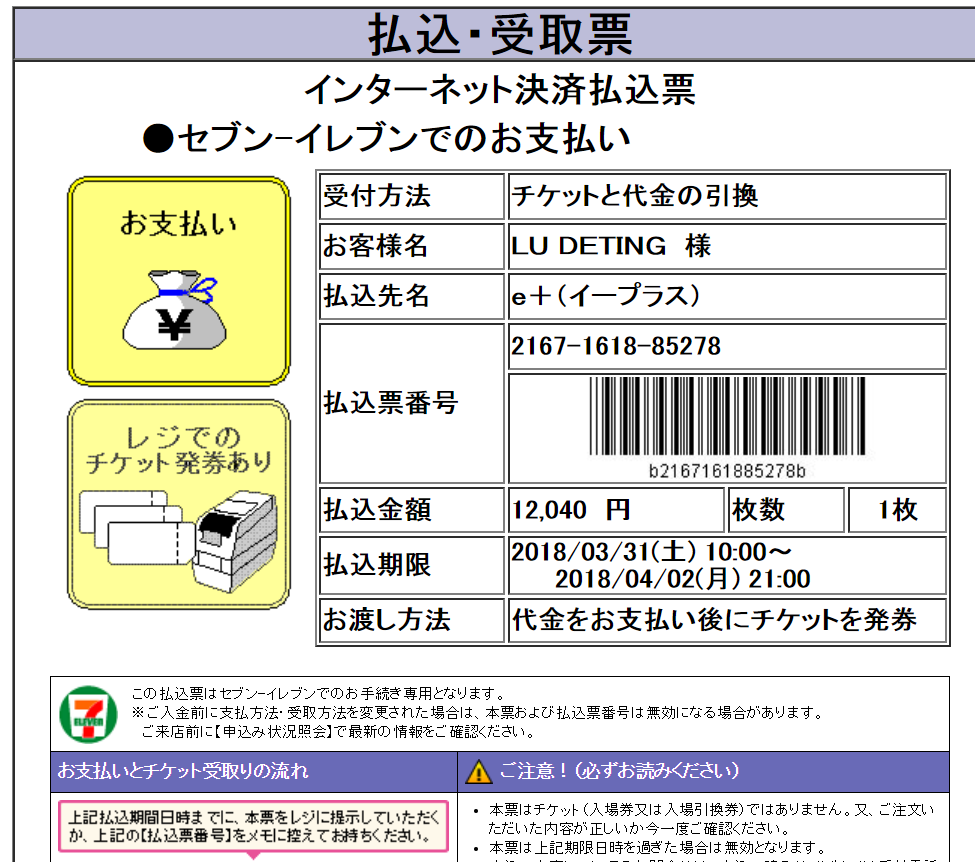 払込・受取票
インターネット決済払込票
●セブン-イレブンでのお支払い
お支払い
¥
レジでの
チケット発券あり
受付方法 チケットと代金の引換
お客様名 LU DETING 様
払込先名 e+(イープラス)
払込票番号 2167-1618-85278
b2167161885278b
払込金額 12,040 円 枚数 1枚
払込期限 2018/03/31(土) 10:00~
2018/04/02(月) 21:00
お渡し方法 代金をお支払い後にチケットを発券
7
ELEVEN
この払込票はセブン-イレブンでのお手続き専用となります。
※ご入金前に支払方法・受取方法を変更された場合は、本票および払込票番号は無効になる場合があります。
ご来店前に【申込み状況照会】で最新の情報をご確認ください。
お支払いとチケット受取りの流れ
上記払込期間日時までに、本票をレジに提示していただく
か、上記の【払込票番号】をメモに控えてお持ちください。
ご注意!(必ずお読みください)
・本票はチケット(入場券又は入場引換券)ではありません。又、ご注文い
ただいた内容が正しいか今一度ご確認ください。
・本票は上記期限日時を過ぎた場合は無効となります。